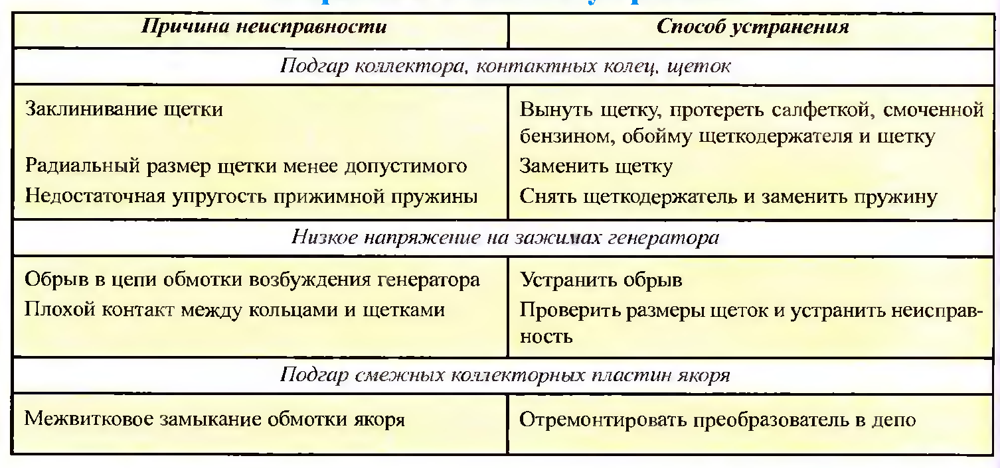 Причина неисправности
Способ устранения
Подгар коллектора, контактных колец, щеток
Заклинивание щетки
Вынуть щетку, протереть салфеткой, смоченной
бензином, обойму щеткодержателя и щетку
Радиальный размер щетки менее допустимого
Заменить щетку
Недостаточная упругость прижимной пружины
Снять щеткодержатель и заменить пружину
Низкое напряжение на зажимах генератора
Обрыв в цепи обмотки возбуждения генератора
Устранить обрыв
Плохой контакт между кольцами и щетками
Проверить размеры щеток и устранить неисправ-
ность
Подгар смежных коллекторных пластин якоря
Межвитковое замыкание обмотки якоря
Отремонтировать преобразователь в депо